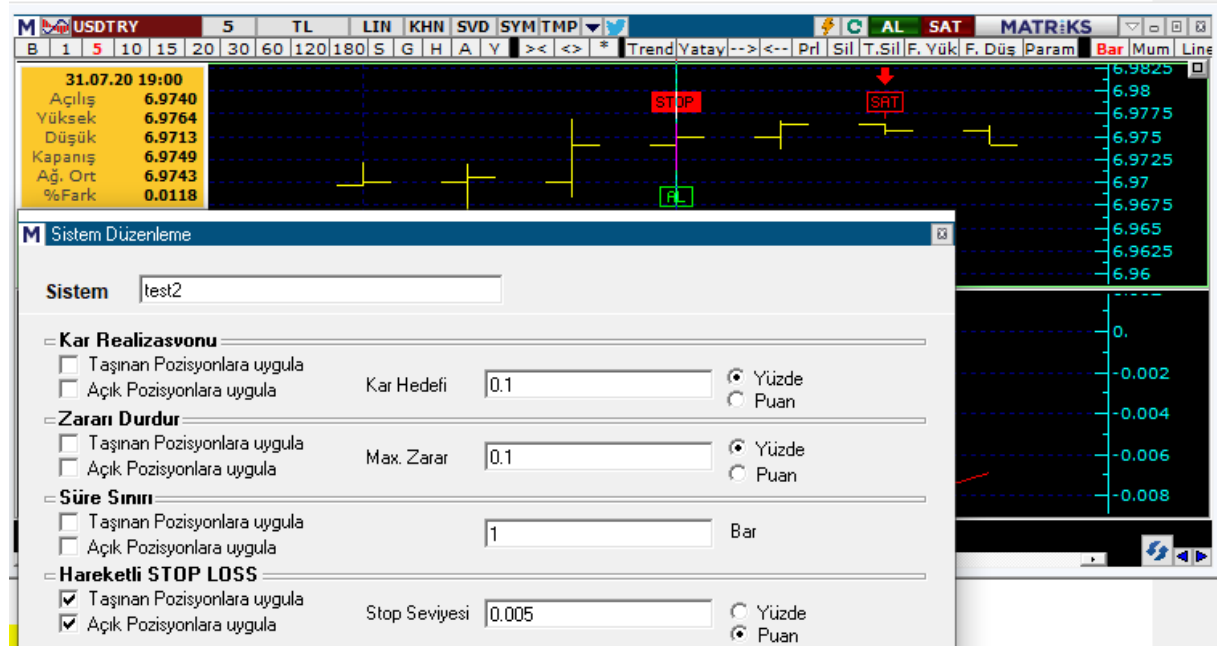 M USDTRY 5 TL LIN KHN SVD SYM TMP C AL SAT MATRİKS
B 1 5 10 15 20 30 60 120 180 S G H A Y >< <> * Trend Yatay --> <-- Prl Sil T.Sil F. Yük F. Düş Param Bar Mum Line
31.07.20 19:00
Açılış 6.9740
Yüksek 6.9764
Düşük 6.9713
Kapanış 6.9749
Ağ. Ort 6.9743
%Fark 0.0118
STOP
SAT
AL
6.9825
6.98
6.9775
6.975
6.9725
6.97
6.9675
6.965
6.9625
6.96
M Sistem Düzenleme
Sistem test2
Kar Realizasyonu
Taşınan Pozisyonlara uygula
Açık Pozisyonlara uygula
Kar Hedefi 0.1
Yüzde
Puan
Zararı Durdur
Taşınan Pozisyonlara uygula
Açık Pozisyonlara uygula
Max. Zarar 0.1
Yüzde
Puan
Süre Sınırı
Taşınan Pozisyonlara uygula
Açık Pozisyonlara uygula
1 Bar
Hareketli STOP LOSS
Taşınan Pozisyonlara uygula
Açık Pozisyonlara uygula
Stop Seviyesi 0.005
Yüzde
Puan
0.
-0.002
-0.004
-0.006
-0.008